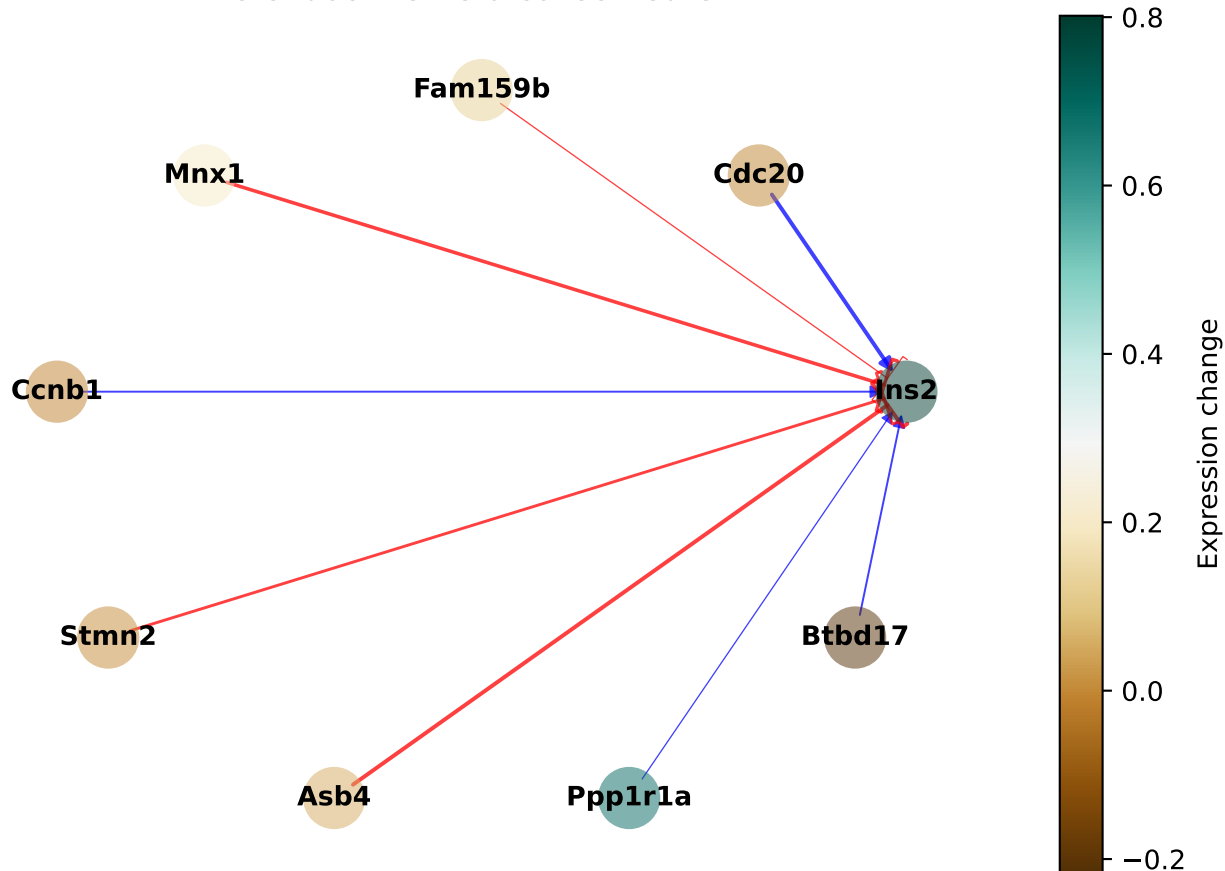 Fam159b
Mnx1
Cdc20
Ccnb1
Ins2
Stmn2
Btbd17
Asb4
Ppp1r1a
0.8
0.6
0.4
0.2
0.0
−0.2
Expression change